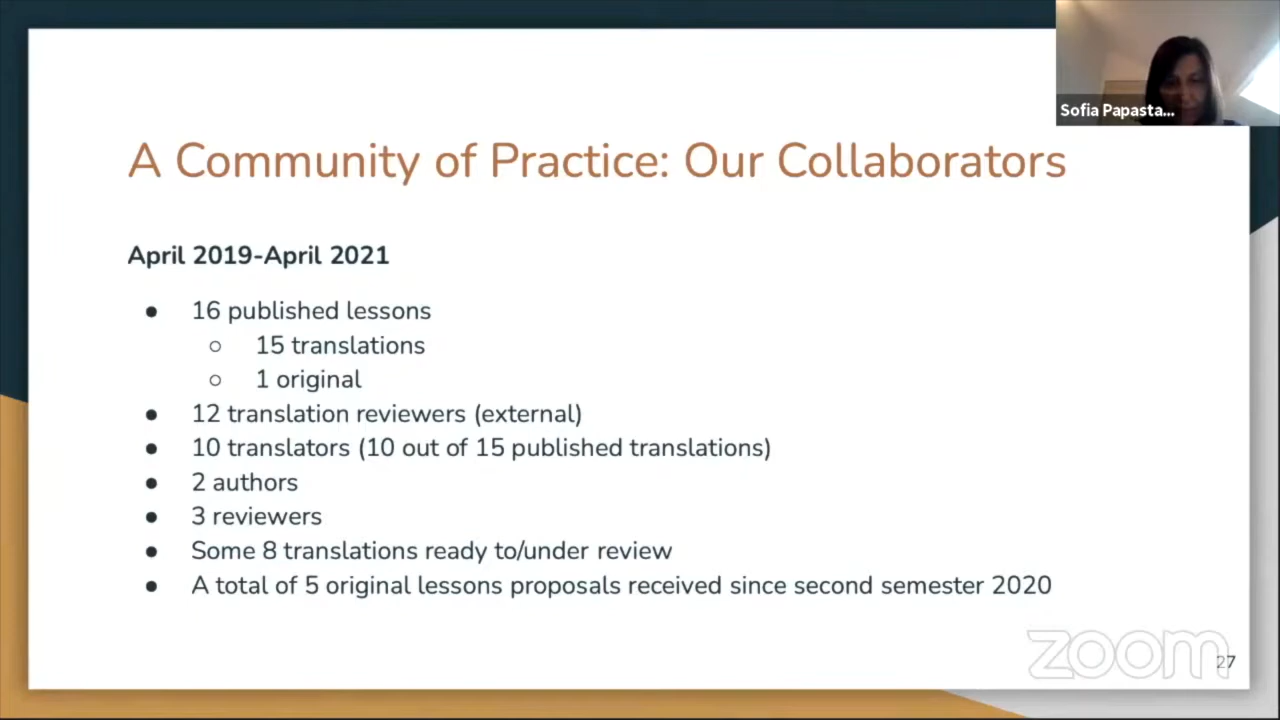 Sofia Papasta...
A Community of Practice: Our Collaborators
April 2019-April 2021
● 16 published lessons
○ 15 translations
○ 1 original
● 12 translation reviewers (external)
● 10 translators (10 out of 15 published translations)
● 2 authors
● 3 reviewers
● Some 8 translations ready to/under review
● A total of 5 original lessons proposals received since second semester 2020
zoom
27